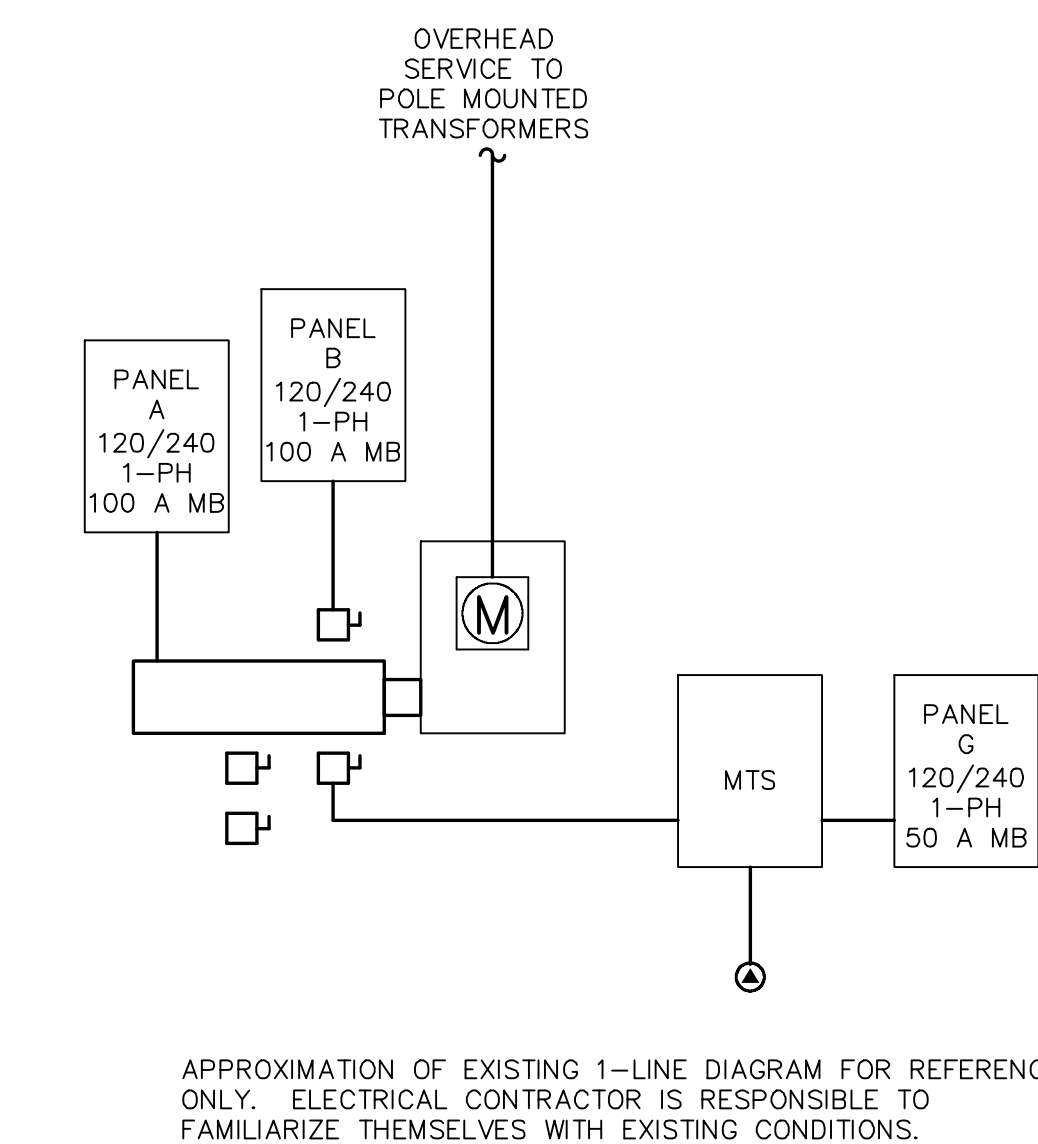 OVERHEAD
SERVICE TO
POLE MOUNTED
TRANSFORMERS
PANEL
B
120/240
1-PH
100 A MB
PANEL
A
120/240
1-PH
100 A MB
M
MTS
PANEL
G
120/240
1-PH
50 A MB
APPROXIMATION OF EXISTING 1-LINE DIAGRAM FOR REFERENC
ONLY. ELECTRICAL CONTRACTOR IS RESPONSIBLE TO
FAMILIARIZE THEMSELVES WITH EXISTING CONDITIONS.